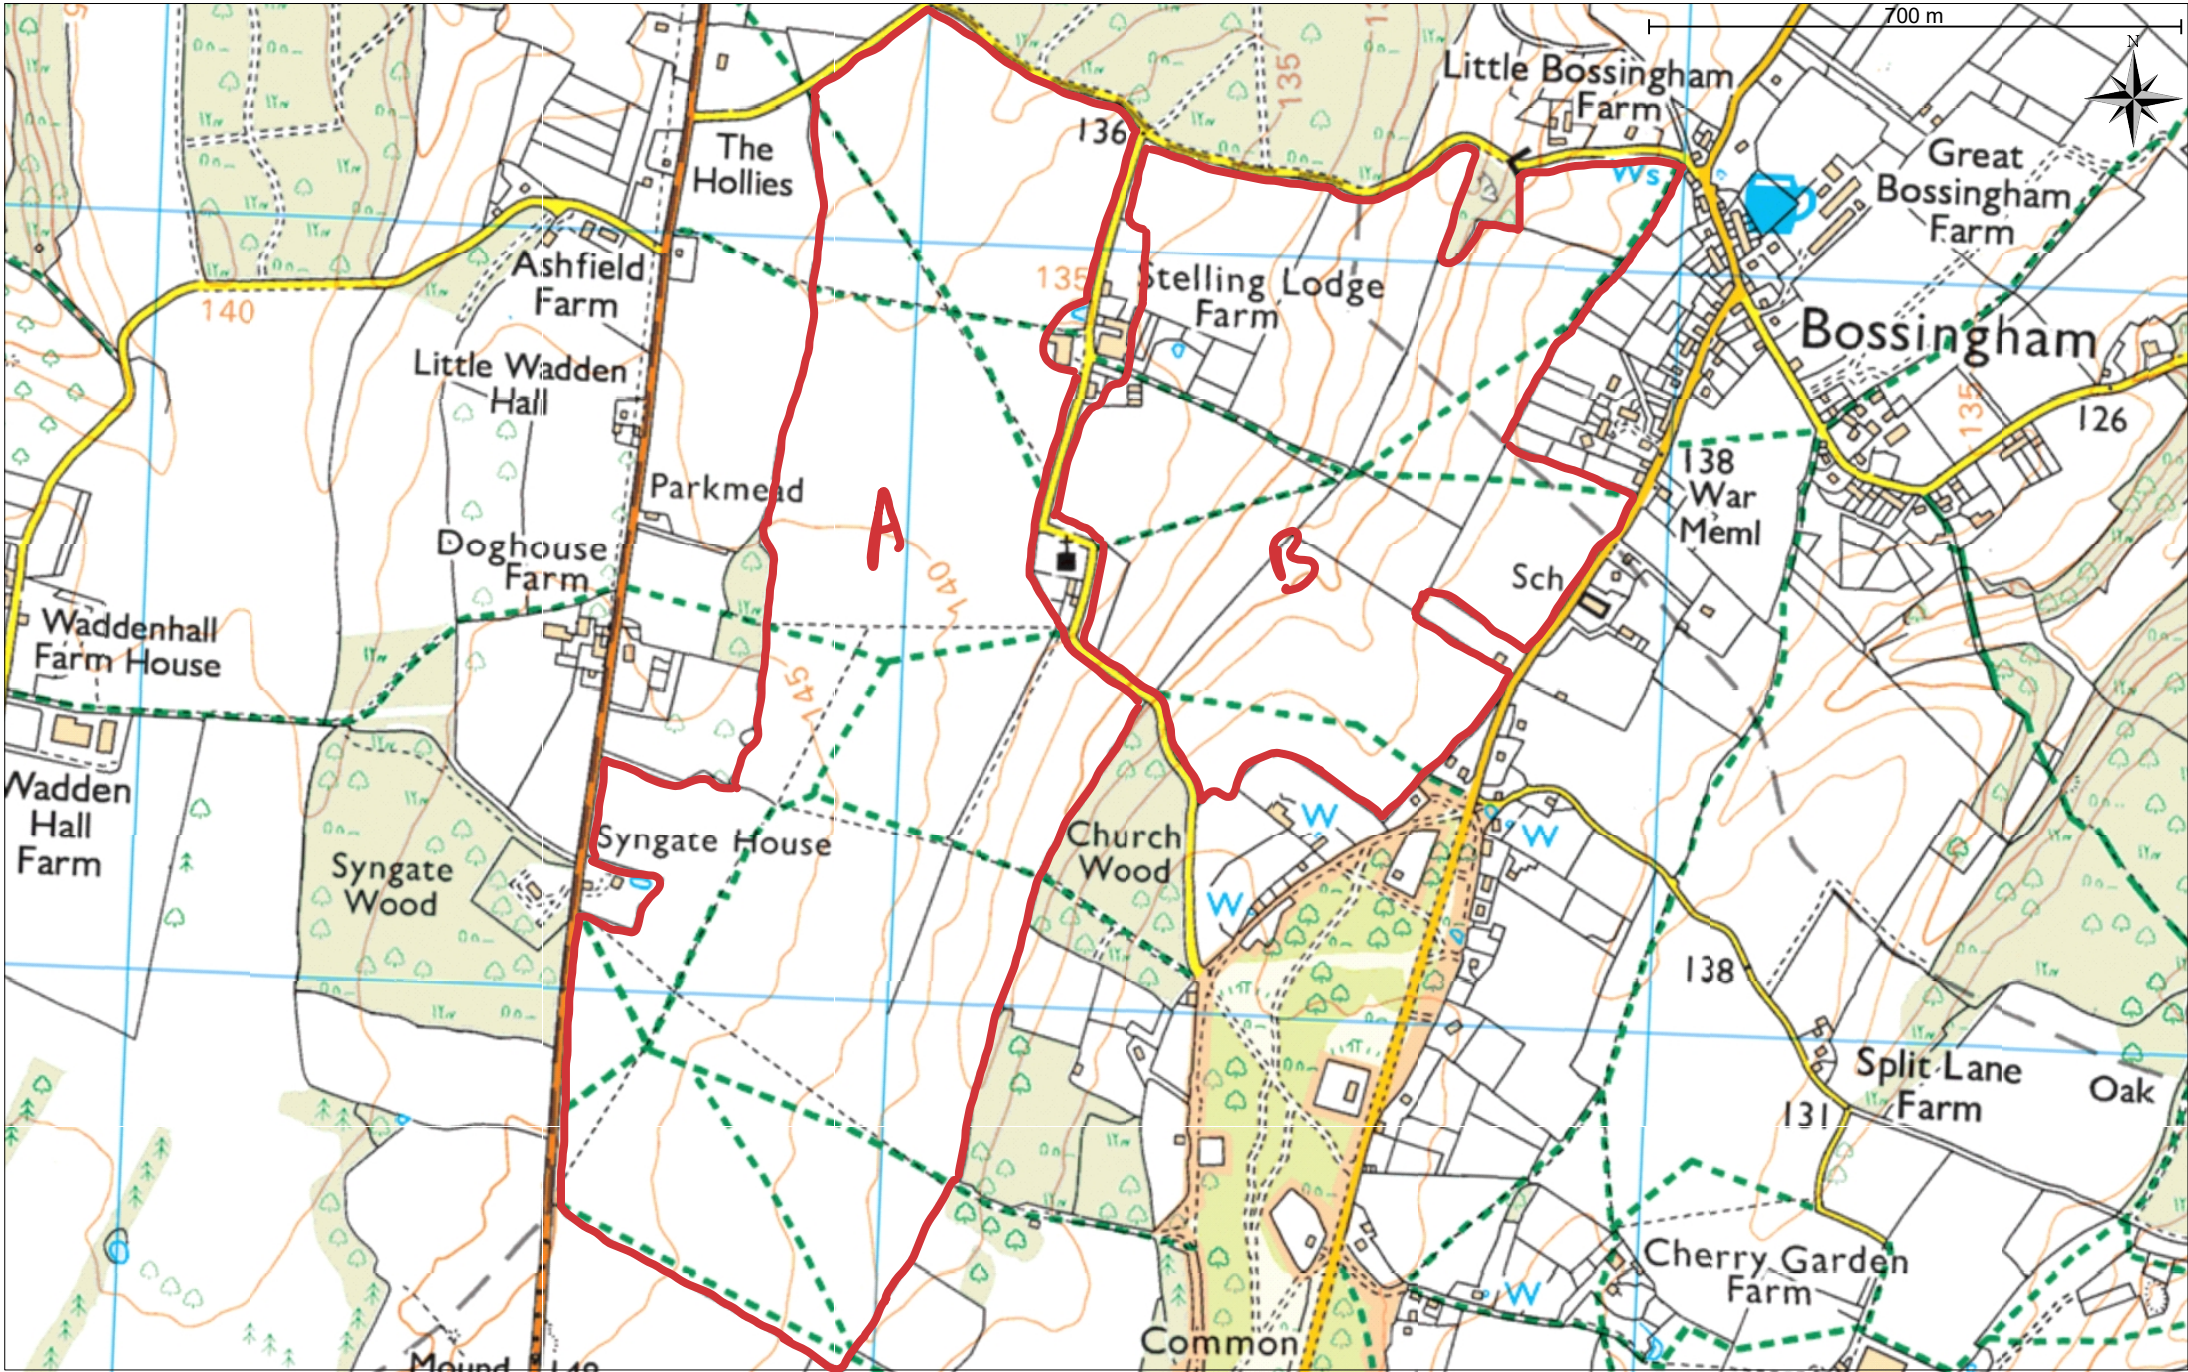 700 m
N
Little Bossingham
Farm
136
The
Hollies
135
Great
Bossingham
Farm
Ws
Ashfield
Farm
140
135
Stelling Lodge
Farm
Bossingham
Little Wadden
Hall
135
126
Parkmead
A
138
War
Meml
Doghouse
Farm
B
140
Sch
Waddenhall
Farm House
145
Wadden
Hall
Farm
Syngate House
W
W
Church
Wood
Syngate
Wood
W
138
Split Lane
Farm
Oak
131
Cherry Garden
Farm
W
Common
Mound
148